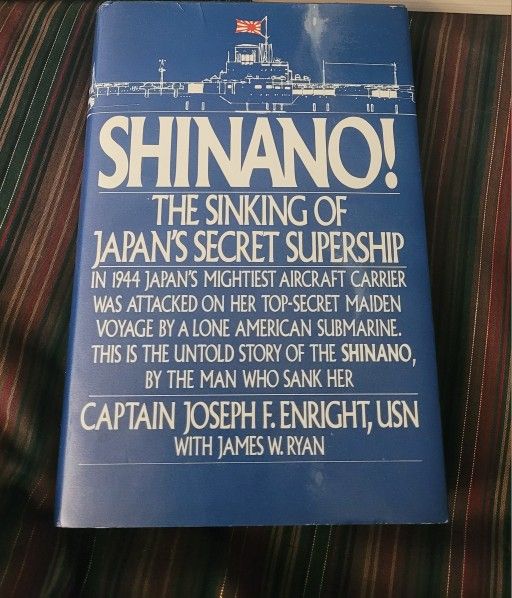 SHINANO!
THE SINKING OF
JAPAN'S SECRET SUPERSHIP
IN 1944 JAPAN'S MIGHTIEST AIRCRAFT CARRIER
WAS ATTACKED ON HER TOP-SECRET MAIDEN
VOYAGE BY A LONE AMERICAN SUBMARINE.
THIS IS THE UNTOLD STORY OF THE SHINANO,
BY THE MAN WHO SANK HER
CAPTAIN JOSEPH F. ENRIGHT, USN
WITH JAMES W. RYAN